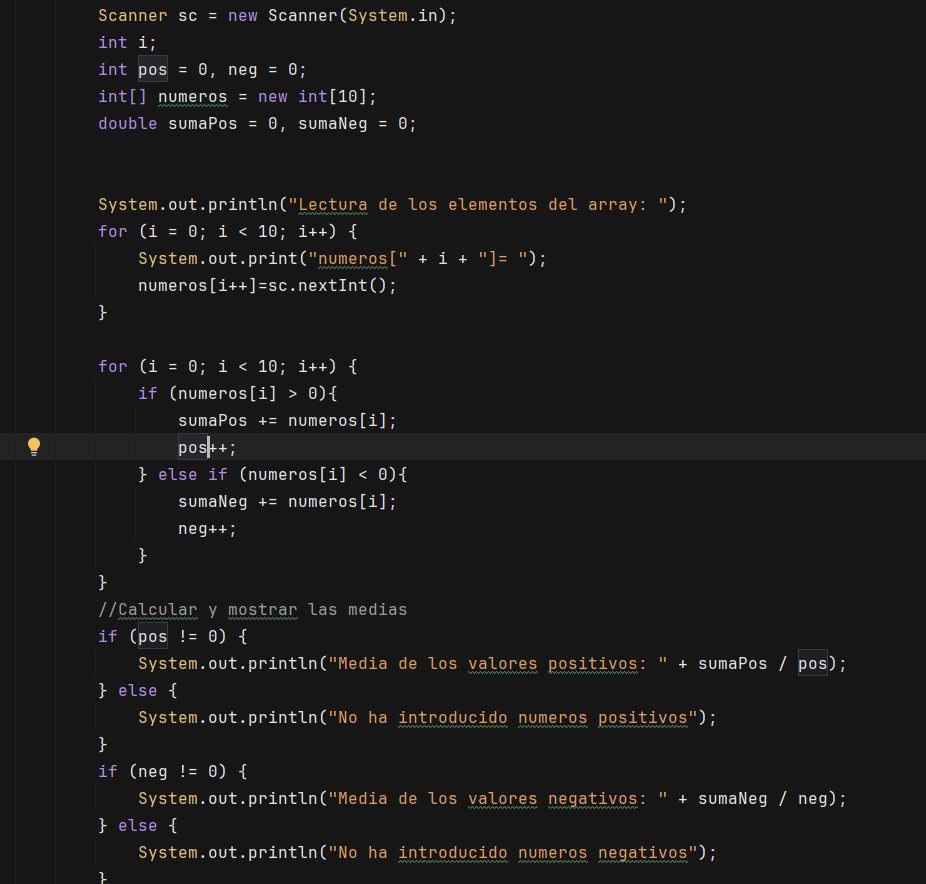 Scanner sc = new Scanner(System.in);
int i;
int pos = 0, neg = 0;
int[] numeros = new int[10];
double sumaPos = 0, sumaNeg = 0;
System.out.println("Lectura de los elementos del array: ");
for (i = 0; i < 10; i++) {
System.out.print("numeros[" + i + "]= ");
numeros[i++]=sc.nextInt();
}
for (i = 0; i < 10; i++) {
if (numeros[i] > 0){
sumaPos += numeros[i];
pos++;
} else if (numeros[i] < 0){
sumaNeg += numeros[i];
neg++;
}
}
//Calcular y mostrar las medias
if (pos != 0) {
System.out.println("Media de los valores positivos: " + sumaPos / pos);
} else {
System.out.println("No ha introducido numeros positivos");
}
if (neg != 0) {
System.out.println("Media de los valores negativos: " + sumaNeg / neg);
} else {
System.out.println("No ha introducido numeros negativos");
}